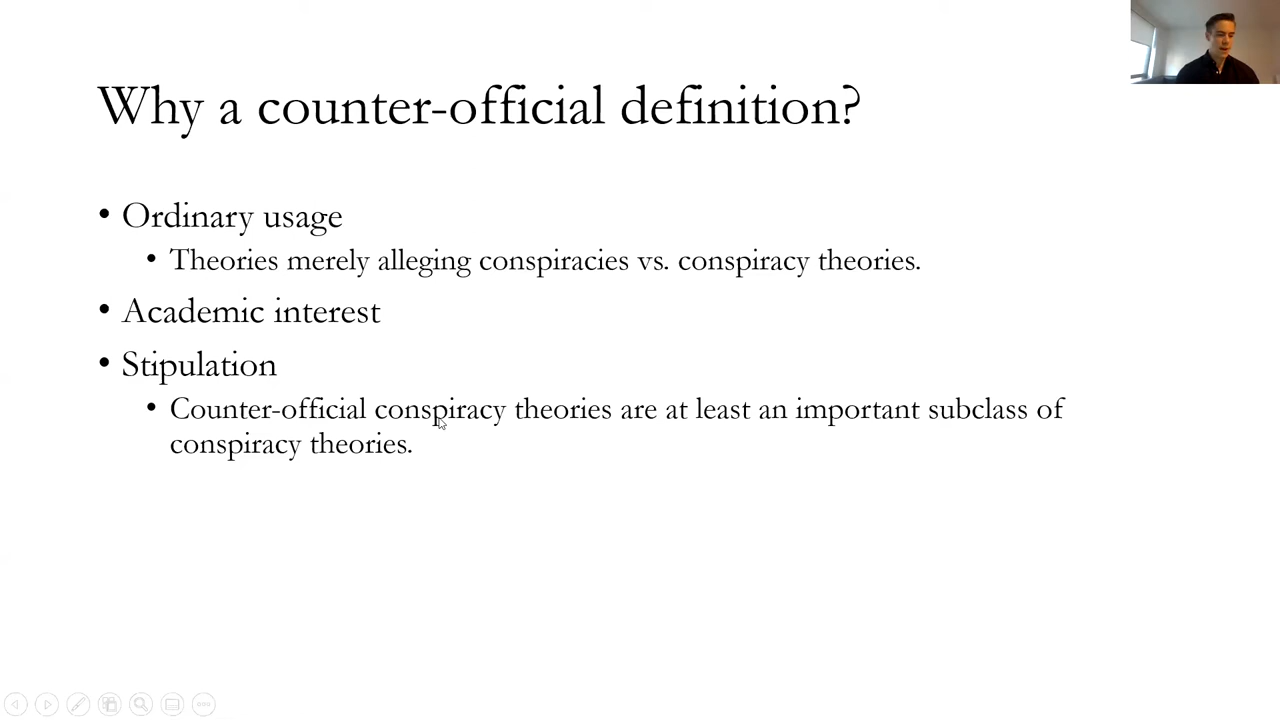 Why a counter-official definition?
• Ordinary usage
• Theories merely alleging conspiracies vs. conspiracy theories.
• Academic interest
• Stipulation
• Counter-official conspiracy theories are at least an important subclass of
conspiracy theories.